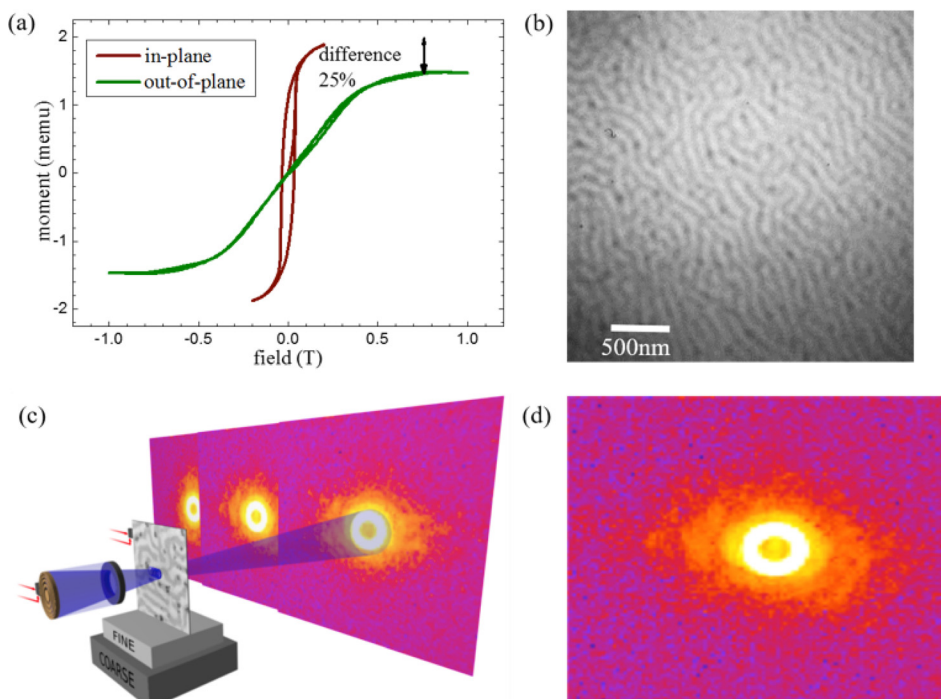 (a)
2
1
0
-1
-2
moment (memu)
in-plane
out-of-plane
difference
25%
-1.0 -0.5 0.0 0.5 1.0
field (T)
(b)
500nm
(c)
FINE
COARSE
(d)